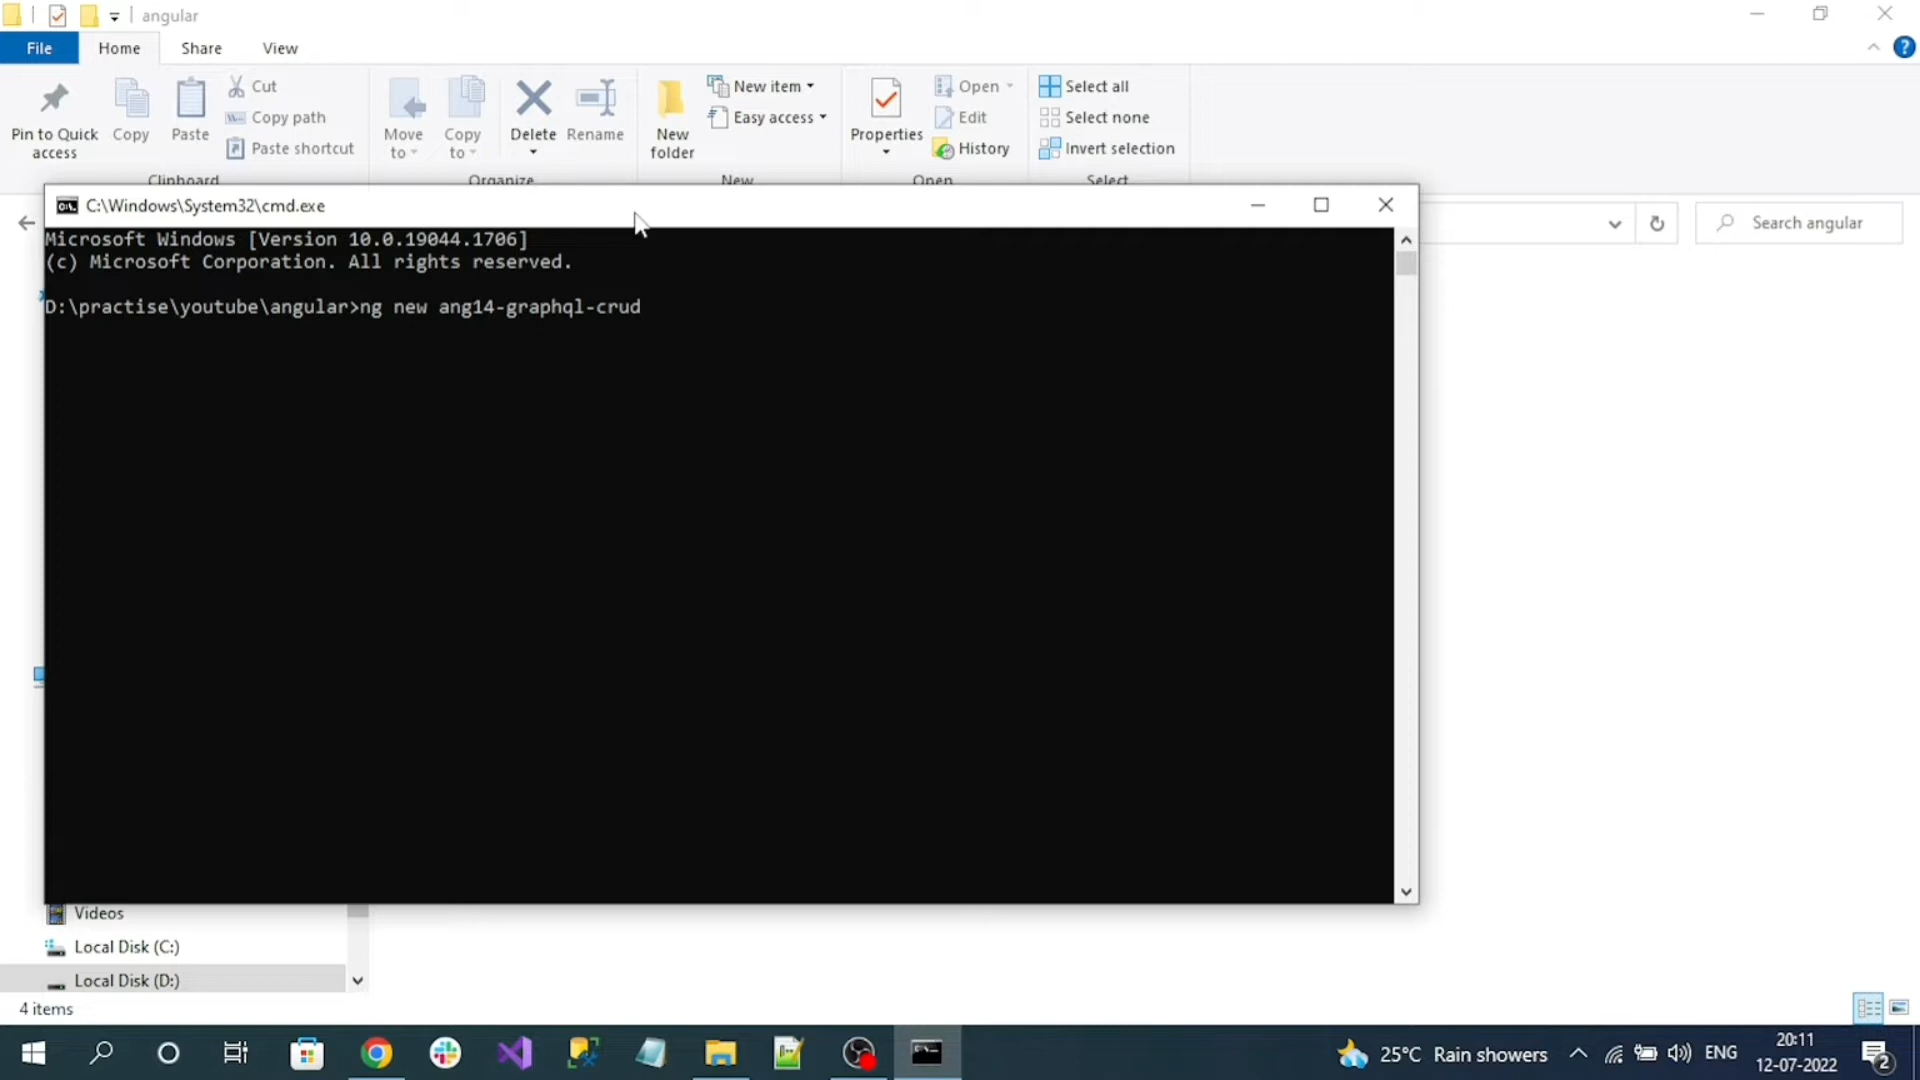 angular
File Home Share View
Pin to Quick access
Copy
Paste
Cut
Copy path
Paste shortcut
Clipboard
Move to
Copy to
Delete
Rename
Organize
New folder
New item
Easy access
New
Properties
Open
Edit
History
Open
Select all
Select none
Invert selection
Select
C:\Windows\System32\cmd.exe
Search angular
Microsoft Windows [Version 10.0.19044.1706]
(c) Microsoft Corporation. All rights reserved.
D:\practise\youtube\angular>ng new ang14-graphql-crud
Videos
Local Disk (C:)
Local Disk (D:)
4 items
25°C Rain showers
ENG
20:11
12-07-2022
2